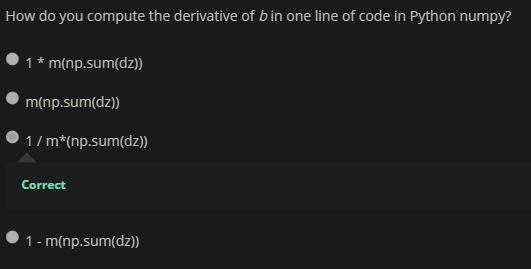 How do you compute the derivative of b in one line of code in Python numpy?
1 * m(np.sum(dz))
m(np.sum(dz))
1 / m*(np.sum(dz))
Correct
1 - m(np.sum(dz))